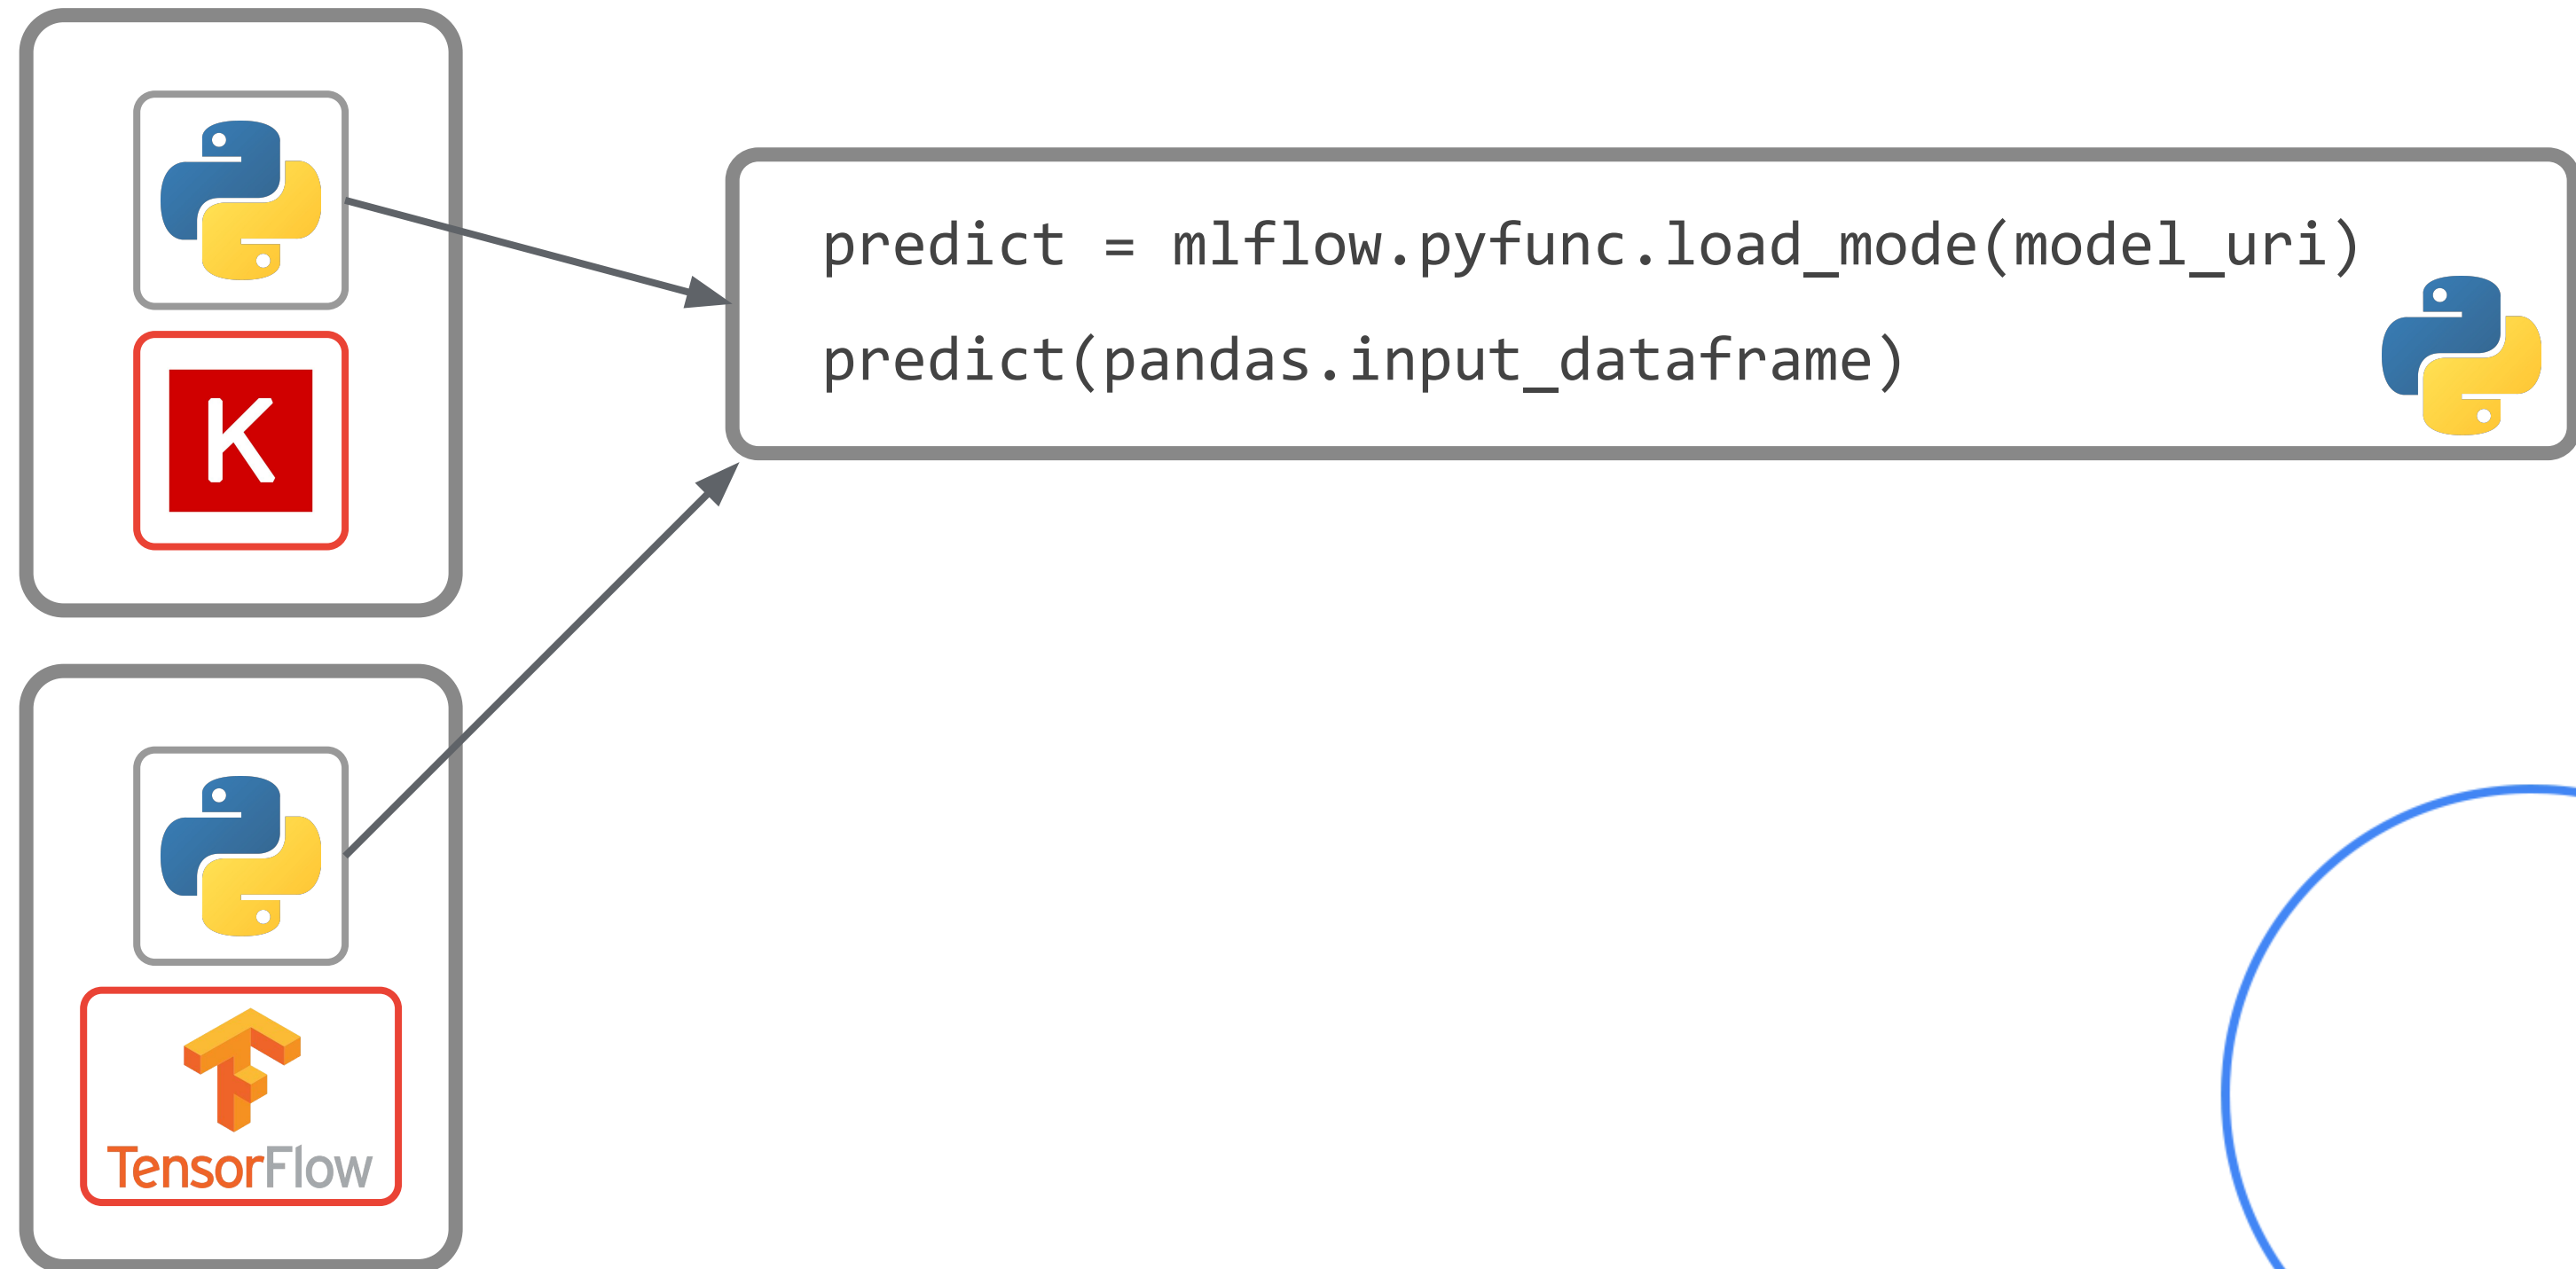 predict = mlflow.pyfunc.load_mode(model_uri)
predict(pandas.input_dataframe)
K
TensorFlow